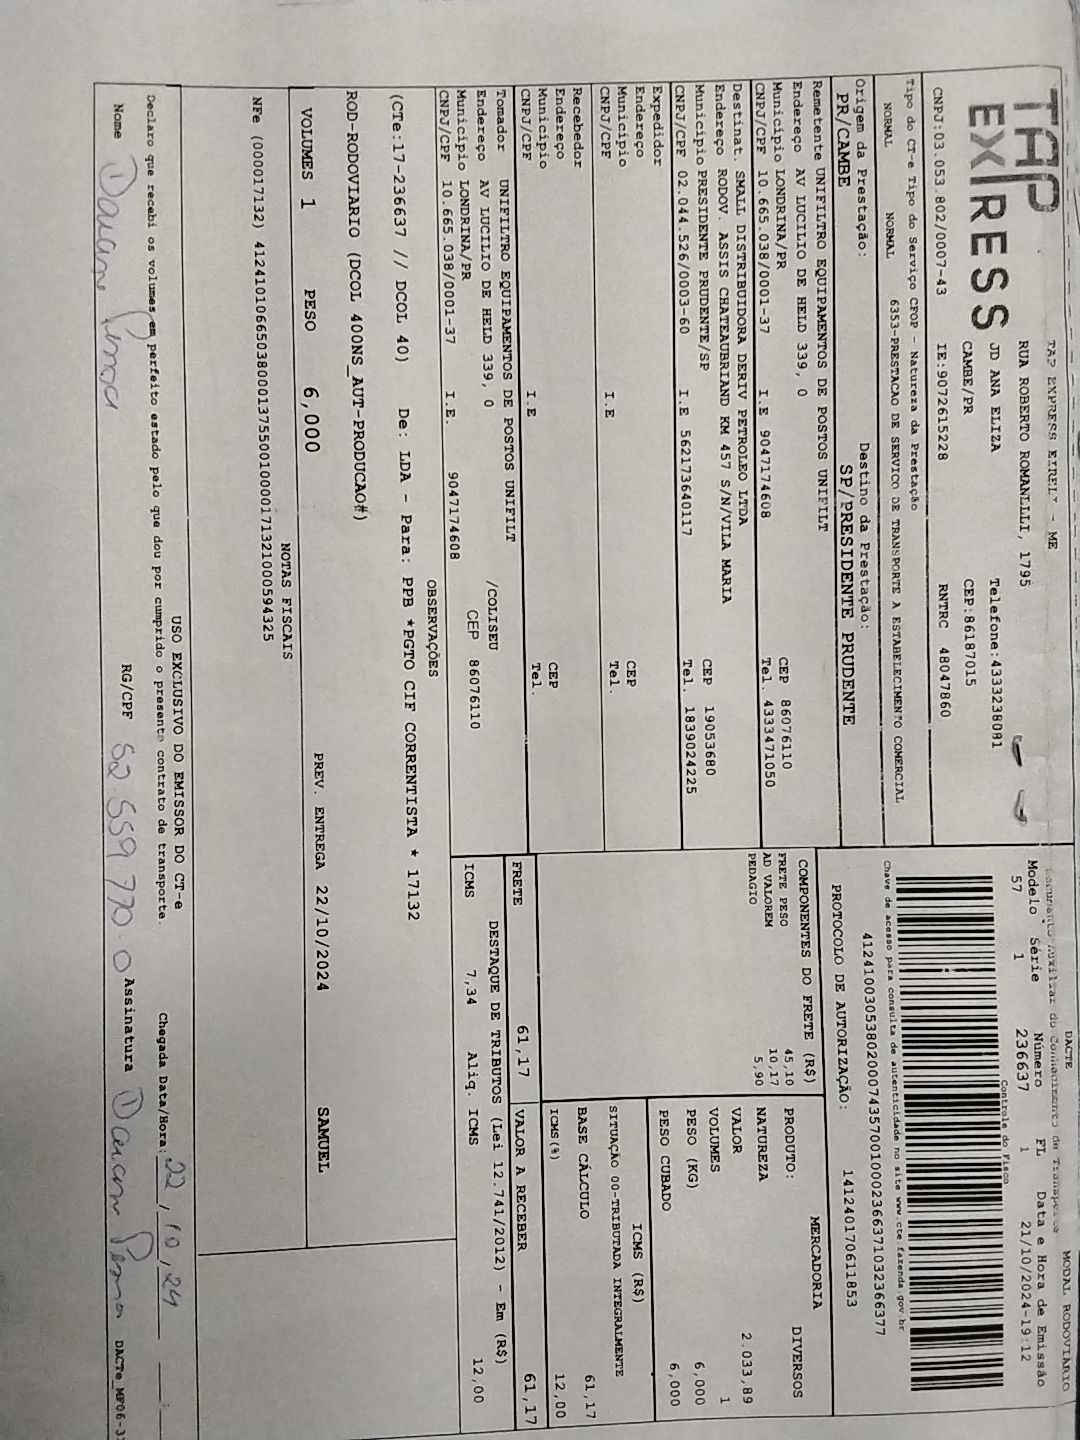 TAP
EXPRESS
TAP EXPRESS EIRELY - ME
RUA ROBERTO ROMANLLLI, 1795
JD ANA ELIZA Telefone:4333238081
CAMBE/PR CEP:86187015
CNPJ:03.053.802/0007-43 IE:9072615228 RNTRC 48047860
Tipo do CT-e Tipo do Serviço CFOP - Natureza da Prestação
NORMAL NORMAL 6353-PRESTACAO DE SERVICO DE TRANSPORTE A ESTABELECIMENTO COMERCIAL
Origem da Prestação: Destino da Prestação:
PR/CAMBE SP/PRESIDENTE PRUDENTE
Remetente UNIFILTRO EQUIPAMENTOS DE POSTOS UNIFILT
Endereço AV LUCILIO DE HELD 339, 0
Município LONDRINA/PR CEP 86076110
CNPJ/CPF 10.665.038/0001-37 I.E 9047174608 Tel. 4333471050
Destinat. SMALL DISTRIBUIDORA DERIV PETROLEO LTDA
Endereço RODOV. ASSIS CHATEAUBRIAND KM 457 S/N/VILA MARIA
Município PRESIDENTE PRUDENTE/SP CEP 19053680
CNPJ/CPF 02.044.526/0003-60 I.E 562173640117 Tel. 1839024225
Expedidor
Endereço
Município CEP
CNPJ/CPF I.E Tel.
Recebedor
Endereço
Município CEP
CNPJ/CPF I.E Tel.
Tomador UNIFILTRO EQUIPAMENTOS DE POSTOS UNIFILT
Endereço AV LUCILIO DE HELD 339, 0 /COLISEU
Município LONDRINA/PR CEP 86076110
CNPJ/CPF 10.665.038/0001-37 I.E. 9047174608
DACTE MODAL RODOVIÁRIO
Documento Auxiliar do Conhecimento de Transporte
Modelo Série Número FL Data e Hora de Emissão
57 1 236637 1 21/10/2024-19:12
Controle do Fisco
Chave de acesso para consulta de autenticidade no site www.cte.fazenda.gov.br
41241003053802000743570010002366371032366377
PROTOCOLO DE AUTORIZAÇÃO: 141240170611853
COMPONENTES DO FRETE (R$)
FRETE PESO 45,10
AD VALOREM 10,17
PEDAGIO 5,90
MERCADORIA
PRODUTO: DIVERSOS
NATUREZA
VALOR 2.033,89
VOLUMES 1
PESO (KG) 6,000
PESO CUBADO 6,000
ICMS (R$)
SITUAÇÃO 00-TRIBUTADA INTEGRALMENTE
BASE CÁLCULO 61,17
ICMS(%) 12,00
FRETE 61,17 VALOR A RECEBER 61,17
DESTAQUE DE TRIBUTOS (Lei 12.741/2012) - Em (R$)
ICMS 7,34 Aliq. ICMS 12,00
OBSERVAÇÕES
(CTe:17-236637 // DCOL 40) De: LDA - Para: PPB *PGTO CIF CORRENTISTA * 17132
ROD-RODOVIARIO (DCOL 400NS_AUT-PRODUCAO#)
VOLUMES 1 PESO 6,000 PREV. ENTREGA 22/10/2024 SAMUEL
NOTAS FISCAIS
NFe (000017132) 41241010665038000137550010000171321000594325
USO EXCLUSIVO DO EMISSOR DO CT-e
Declaro que recebi os volumes em perfeito estado pelo que dou por cumprido o presente contrato de transporte. Chegada Data/Hora: 22/10/24 __:
Nome RG/CPF 52 559 770 0 Assinatura